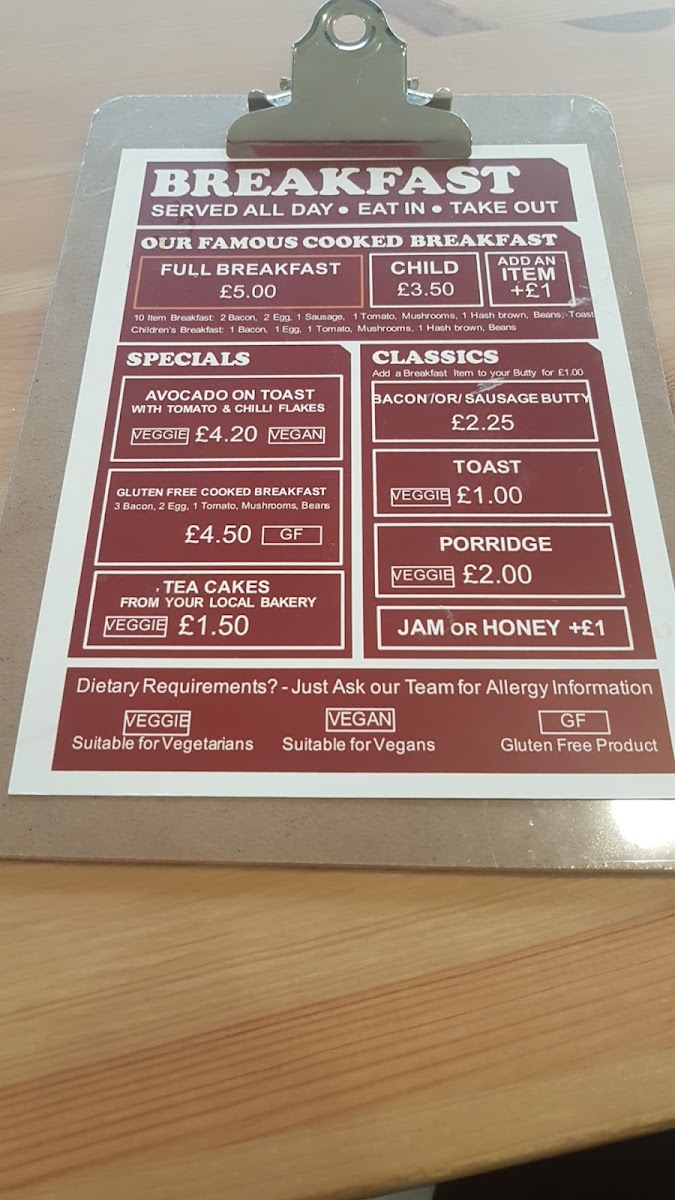 BREAKFAST
SERVED ALL DAY • EAT IN • TAKE OUT
OUR FAMOUS COOKED BREAKFAST
FULL BREAKFAST
£5.00
CHILD
£3.50
ADD AN
ITEM
+£1
10 Item Breakfast: 2 Bacon, 2 Egg, 1 Sausage, 1 Tomato, Mushrooms, 1 Hash brown, Beans, Toast
Children's Breakfast: 1 Bacon, 1 Egg, 1 Tomato, Mushrooms, 1 Hash brown, Beans
SPECIALS
AVOCADO ON TOAST
WITH TOMATO & CHILLI FLAKES
VEGGIE £4.20 VEGAN
GLUTEN FREE COOKED BREAKFAST
3 Bacon, 2 Egg, 1 Tomato, Mushrooms, Beans
£4.50 GF
TEA CAKES
FROM YOUR LOCAL BAKERY
VEGGIE £1.50
CLASSICS
Add a Breakfast Item to your Butty for £1.00
BACON /OR/ SAUSAGE BUTTY
£2.25
TOAST
VEGGIE £1.00
PORRIDGE
VEGGIE £2.00
JAM OR HONEY +£1
Dietary Requirements? - Just Ask our Team for Allergy Information
VEGGIE
Suitable for Vegetarians
VEGAN
Suitable for Vegans
GF
Gluten Free Product